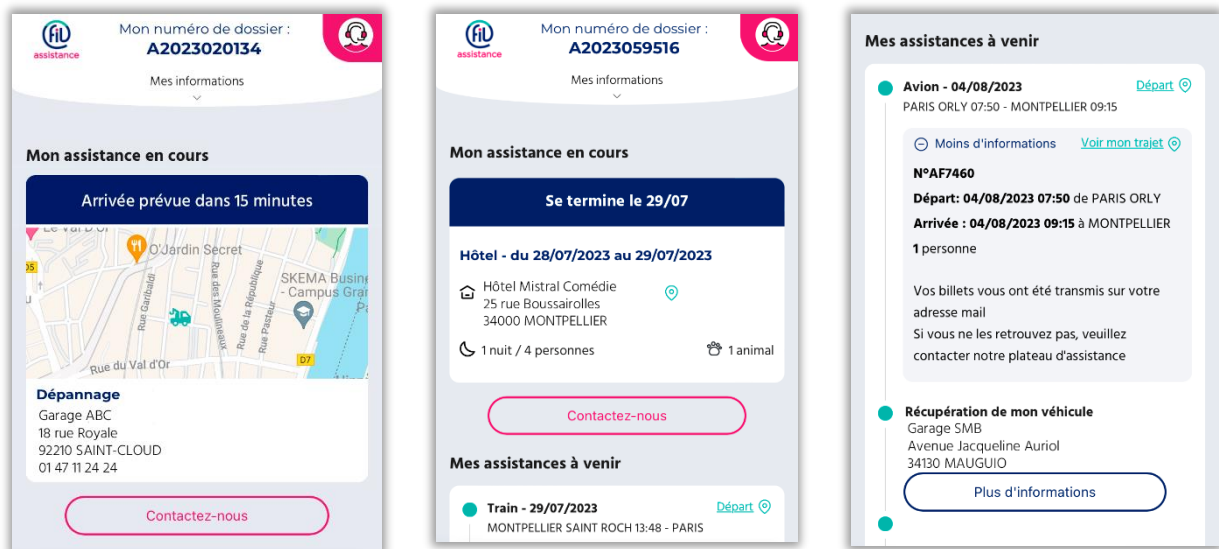 FiL
assistance
Mon numéro de dossier :
A2023020134
Mes informations
Mon assistance en cours
Arrivée prévue dans 15 minutes
Le Val D'Or
O'Jardin Secret
D5
Rue Garibaldi
Rue des Moulineaux
Rue de la République
Rue Pasteur
SKEMA Busine
- Campus Gran
Pa
Rue du Val d'Or
D7
Dépannage
Garage ABC
18 rue Royale
92210 SAINT-CLOUD
01 47 11 24 24
Contactez-nous
FiL
assistance
Mon numéro de dossier :
A2023059516
Mes informations
Mon assistance en cours
Se termine le 29/07
Hôtel - du 28/07/2023 au 29/07/2023
Hôtel Mistral Comédie
25 rue Boussairolles
34000 MONTPELLIER
1 nuit / 4 personnes
1 animal
Contactez-nous
Mes assistances à venir
Train - 29/07/2023
Départ
MONTPELLIER SAINT ROCH 13:48 - PARIS
Mes assistances à venir
Avion - 04/08/2023
Départ
PARIS ORLY 07:50 - MONTPELLIER 09:15
Moins d'informations
Voir mon trajet
N°AF7460
Départ: 04/08/2023 07:50 de PARIS ORLY
Arrivée : 04/08/2023 09:15 à MONTPELLIER
1 personne
Vos billets vous ont été transmis sur votre
adresse mail
Si vous ne les retrouvez pas, veuillez
contacter notre plateau d'assistance
Récupération de mon véhicule
Garage SMB
Avenue Jacqueline Auriol
34130 MAUGUIO
Plus d'informations